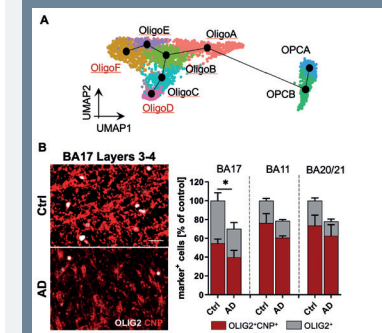 A
OligoE
OligoA
OPCA
OligoF
OligoB
OPCB
OligoC
OligoD
UMAP2
UMAP1
B
BA17 Layers 3-4
BA17 BA11 BA20/21
Ctrl
AD
OLIG2 CNP
marker+ cells [% of control]
*
120
100
80
60
40
20
0
Ctrl AD Ctrl AD Ctrl AD
OLIG2+CNP+ OLIG2+